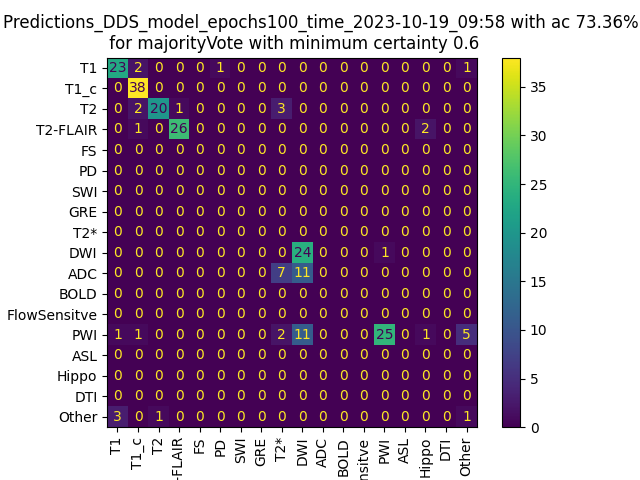 Predictions_DDS_model_epochs100_time_2023-10-19_09:58 with ac 73.36%
for majorityVote with minimum certainty 0.6
T1 23 2 0 0 0 1 0 0 0 0 0 0 0 0 0 0 0 1
T1_c 0 38 0 0 0 0 0 0 0 0 0 0 0 0 0 0 0 0
T2 0 2 20 1 0 0 0 0 3 0 0 0 0 0 0 0 0 0
T2-FLAIR 0 1 0 26 0 0 0 0 0 0 0 0 0 0 0 2 0 0
FS 0 0 0 0 0 0 0 0 0 0 0 0 0 0 0 0 0 0
PD 0 0 0 0 0 0 0 0 0 0 0 0 0 0 0 0 0 0
SWI 0 0 0 0 0 0 0 0 0 0 0 0 0 0 0 0 0 0
GRE 0 0 0 0 0 0 0 0 0 0 0 0 0 0 0 0 0 0
T2* 0 0 0 0 0 0 0 0 0 0 0 0 0 0 0 0 0 0
DWI 0 0 0 0 0 0 0 0 0 24 0 0 0 1 0 0 0 0
ADC 0 0 0 0 0 0 0 0 7 11 0 0 0 0 0 0 0 0
BOLD 0 0 0 0 0 0 0 0 0 0 0 0 0 0 0 0 0 0
FlowSensitve 0 0 0 0 0 0 0 0 0 0 0 0 0 0 0 0 0 0
PWI 1 1 0 0 0 0 0 0 2 11 0 0 0 25 0 1 0 5
ASL 0 0 0 0 0 0 0 0 0 0 0 0 0 0 0 0 0 0
Hippo 0 0 0 0 0 0 0 0 0 0 0 0 0 0 0 0 0 0
DTI 0 0 0 0 0 0 0 0 0 0 0 0 0 0 0 0 0 0
Other 3 0 1 0 0 0 0 0 0 0 0 0 0 0 0 0 0 1
T1 T1_c T2 -FLAIR FS PD SWI GRE T2* DWI ADC BOLD nsitve PWI ASL Hippo DTI Other
35
30
25
20
15
10
5
0